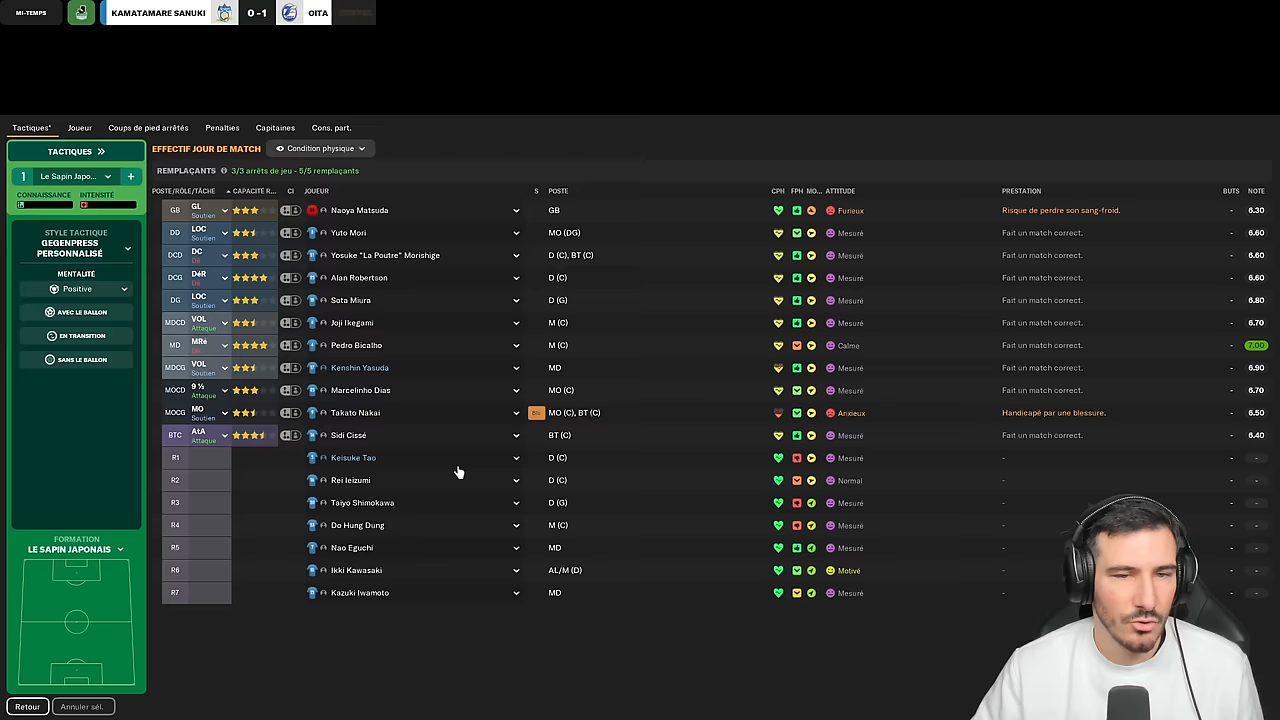 MI-TEMPS KAMATAMARE SANUKI 0 - 1 OITA
Tactiques* Joueur Coups de pied arrêtés Penalties Capitaines Cons. part.
TACTIQUES
1 Le Sapin Japo... +
CONNAISSANCE INTENSITÉ
STYLE TACTIQUE
GEGENPRESS
PERSONNALISÉ
MENTALITÉ
Positive
AVEC LE BALLON
EN TRANSITION
SANS LE BALLON
FORMATION
LE SAPIN JAPONAIS
EFFECTIF JOUR DE MATCH Condition physique
REMPLAÇANTS 3/3 arrêts de jeu - 5/5 remplaçants
POSTE/RÔLE/TÂCHE CAPACITÉ R... CI JOUEUR S POSTE CPH FPH MO... ATTITUDE PRESTATION BUTS NOTE
GB GL Soutien Naoya Matsuda GB Furieux Risque de perdre son sang-froid. - 6.30
DD LOC Soutien Yuto Mori MO (DG) Mesuré Fait un match correct. - 6.60
DCD DC Dé Yosuke "La Poutre" Morishige D (C), BT (C) Mesuré Fait un match correct. - 6.60
DCG DéR Dé Alan Robertson D (C) Mesuré Fait un match correct. - 6.60
DG LOC Soutien Sota Miura D (G) Mesuré Fait un match correct. - 6.80
MDCD VOL Attaque Joji Ikegami M (C) Mesuré Fait un match correct. - 6.70
MD MRé Pedro Bicalho M (C) Calme Fait un match correct. - 7.00
MDCG VOL Soutien Kenshin Yasuda MD Mesuré Fait un match correct. - 6.90
MOCD 9 ½ Attaque Marcelinho Dias MO (C) Mesuré Fait un match correct. - 6.70
MOCG MO Soutien Takato Nakai MO (C), BT (C) Anxieux Handicapé par une blessure. - 6.50
BTC AtA Attaque Sidi Cissé BT (C) Mesuré Fait un match correct. - 6.40
R1 Keisuke Tao D (C) Mesuré - - -
R2 Rei Ieizumi D (C) Normal - - -
R3 Taiyo Shimokawa D (G) Mesuré - - -
R4 Do Hung Dung M (C) Mesuré - - -
R5 Nao Eguchi MD Mesuré - - -
R6 Ikki Kawasaki AL/M (D) Motivé - - -
R7 Kazuki Iwamoto MD Mesuré - - -
Retour Annuler sél.